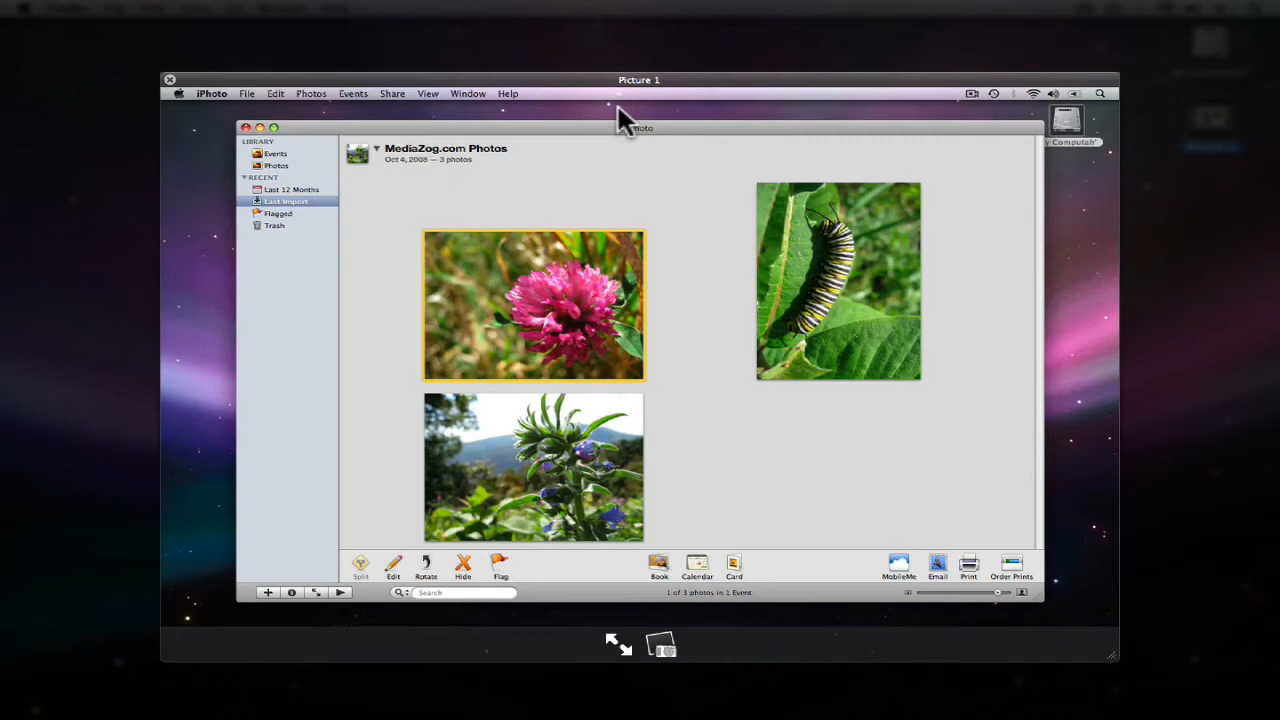 Picture 1
iPhoto File Edit Photos Events Share View Window Help
LIBRARY
Events
Photos
RECENT
Last 12 Months
Last Import
Flagged
Trash
MediaZog.com Photos
Oct 4, 2008 — 3 photos
y Computah'
Split Edit Rotate Hide Flag Book Calendar Card MobileMe Email Print Order Prints
Search
1 of 3 photos in 1 Event